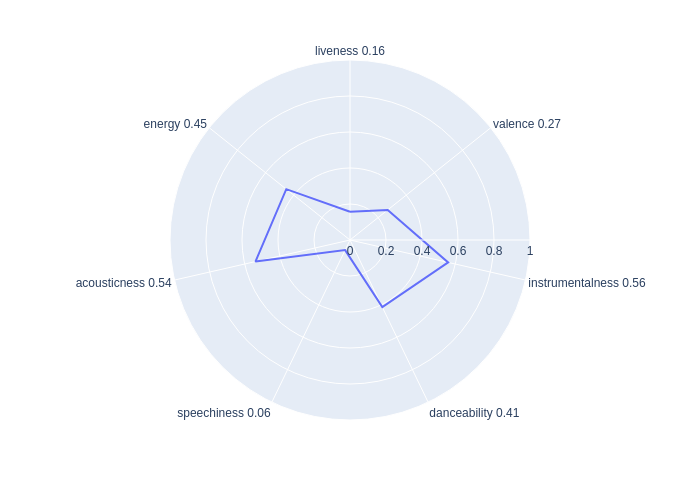 liveness 0.16
energy 0.45
valence 0.27
0 0.2 0.4 0.6 0.8 1
acousticness 0.54
instrumentalness 0.56
speechiness 0.06
danceability 0.41